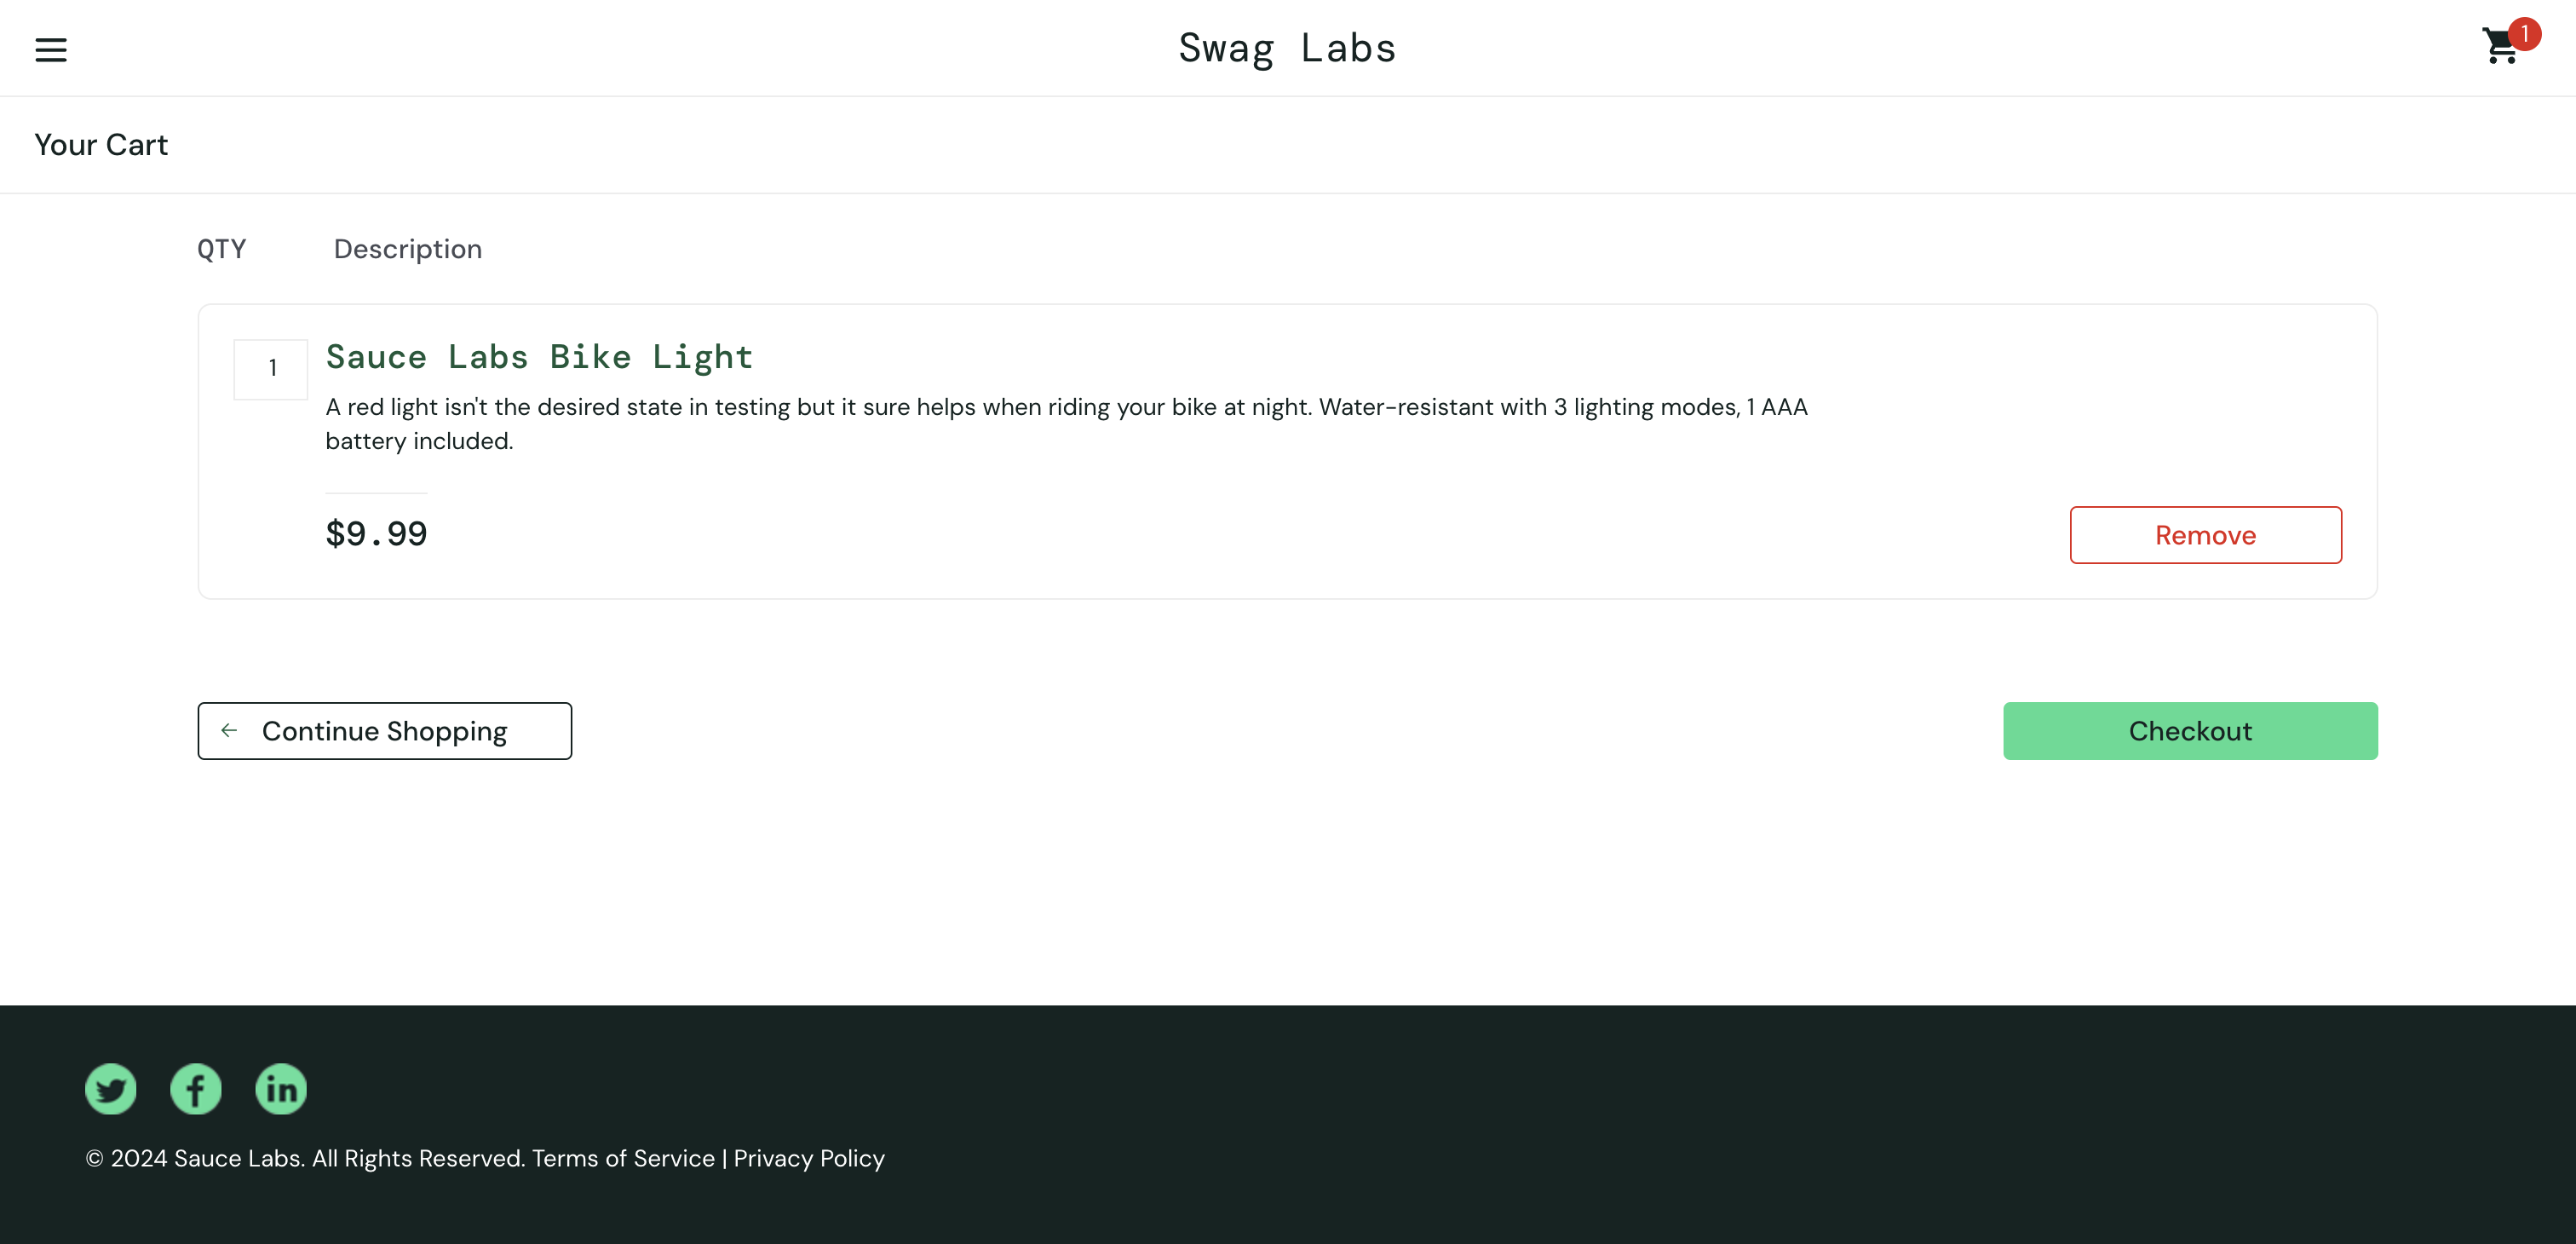 Swag Labs
1
Your Cart
QTY Description
1
Sauce Labs Bike Light
A red light isn't the desired state in testing but it sure helps when riding your bike at night. Water-resistant with 3 lighting modes, 1 AAA
battery included.
$9.99
Remove
Continue Shopping
Checkout
© 2024 Sauce Labs. All Rights Reserved. Terms of Service | Privacy Policy